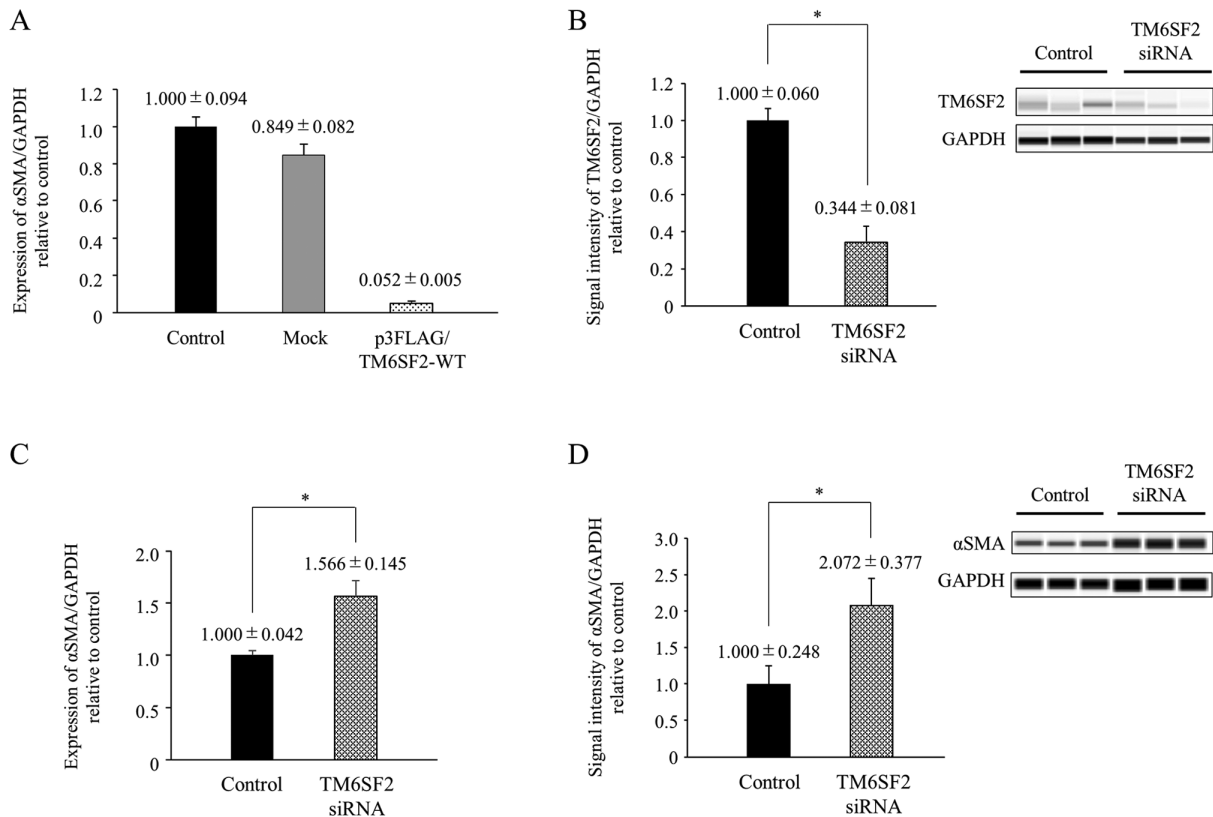 A
Expression of αSMA/GAPDH
relative to control
1.2
1.0
0.8
0.6
0.4
0.2
0
1.000±0.094
0.849±0.082
0.052±0.005
Control
Mock
p3FLAG/
TM6SF2-WT
B
Signal intensity of TM6SF2/GAPDH
relative to control
1.2
1.0
0.8
0.6
0.4
0.2
0
*
1.000±0.060
0.344±0.081
Control
TM6SF2
siRNA
Control
TM6SF2
siRNA
TM6SF2
GAPDH
C
Expression of αSMA/GAPDH
relative to control
2.0
1.5
1.0
0.5
0
*
1.000±0.042
1.566±0.145
Control
TM6SF2
siRNA
D
Signal intensity of αSMA/GAPDH
relative to control
3.0
2.5
2.0
1.5
1.0
0.5
0
*
1.000±0.248
2.072±0.377
Control
TM6SF2
siRNA
Control
TM6SF2
siRNA
αSMA
GAPDH